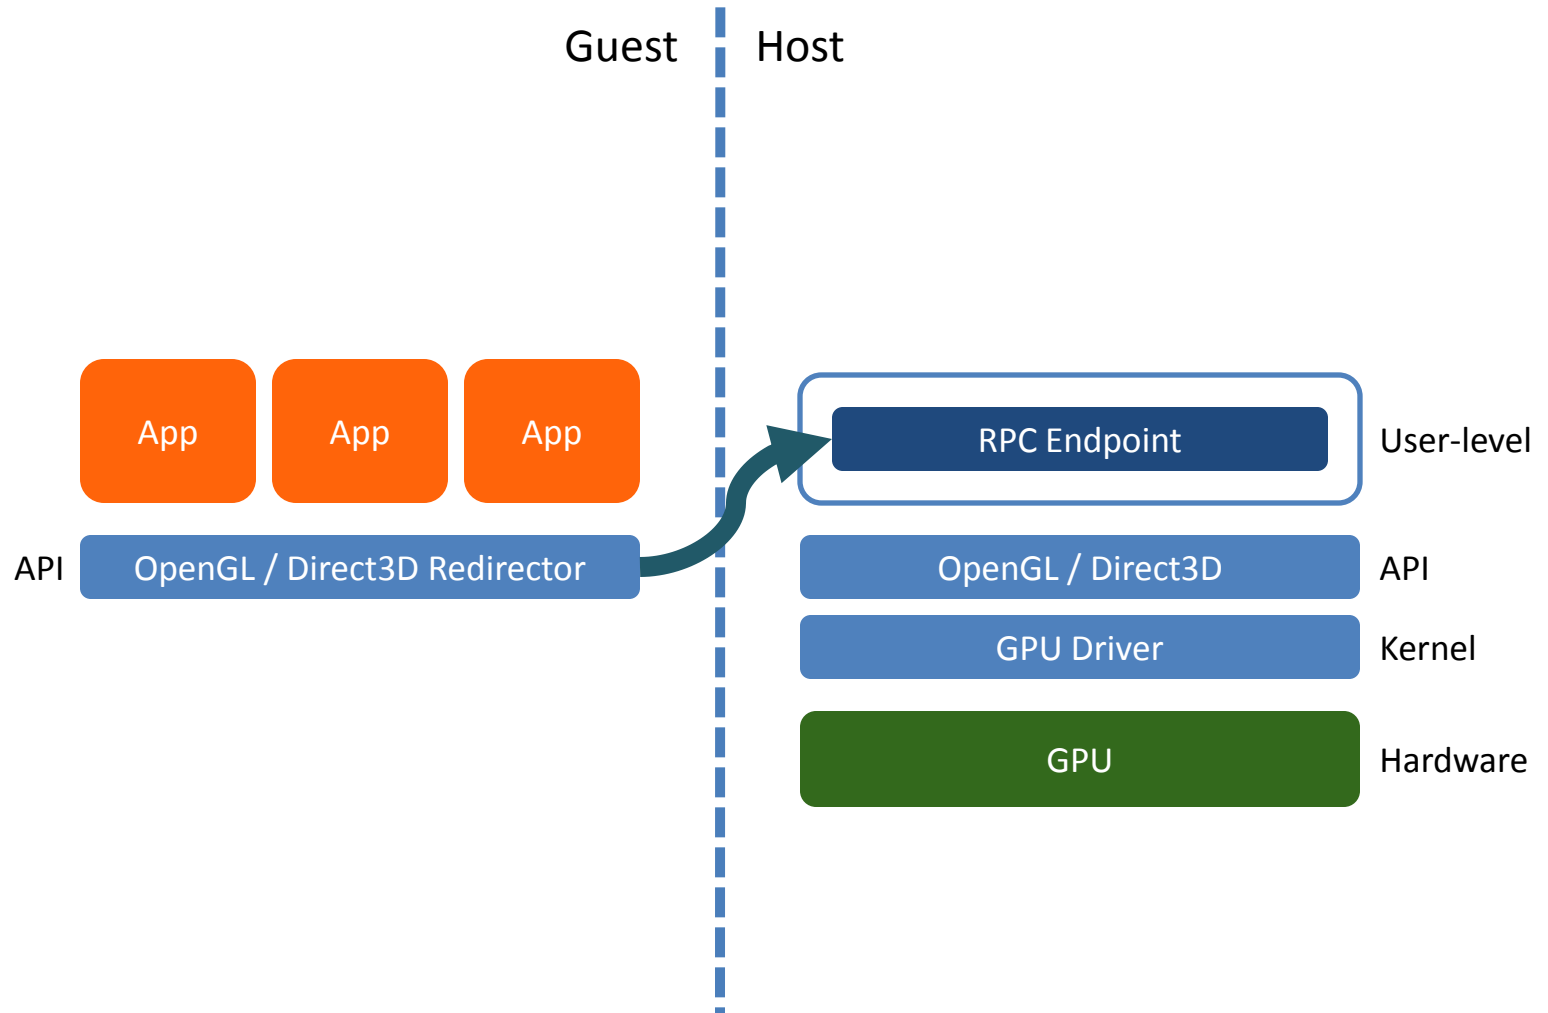 Guest
Host
App
App
App
API
OpenGL / Direct3D Redirector
RPC Endpoint
User-level
OpenGL / Direct3D
API
GPU Driver
Kernel
GPU
Hardware